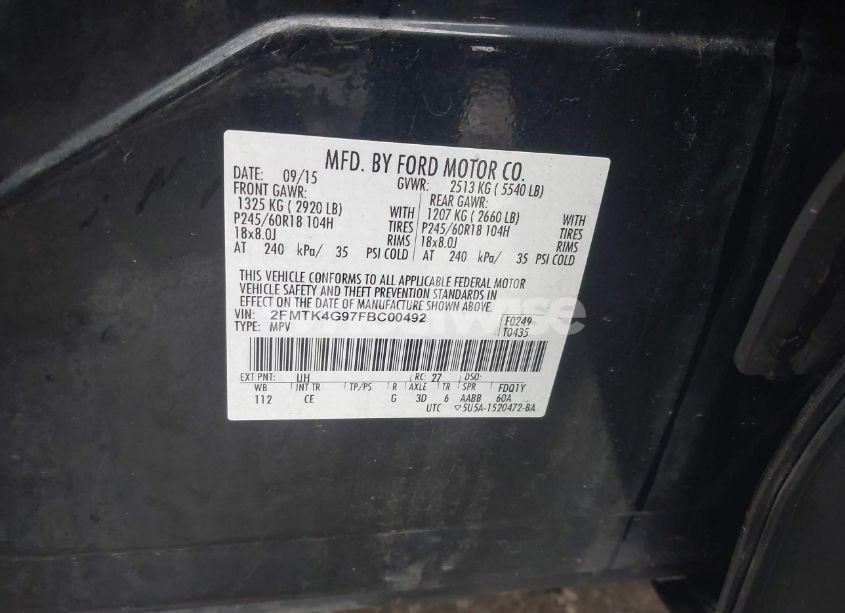 MFD. BY FORD MOTOR CO.
DATE: 09/15 GVWR: 2513 KG ( 5540 LB)
FRONT GAWR: REAR GAWR:
1325 KG ( 2920 LB) WITH 1207 KG ( 2660 LB) WITH
P245/60R18 104H TIRES P245/60R18 104H TIRES
18x8.0J RIMS 18x8.0J RIMS
AT 240 kPa/ 35 PSI COLD AT 240 kPa/ 35 PSI COLD
THIS VEHICLE CONFORMS TO ALL APPLICABLE FEDERAL MOTOR
VEHICLE SAFETY AND THEFT PREVENTION STANDARDS IN
EFFECT ON THE DATE OF MANUFACTURE SHOWN ABOVE.
VIN: 2FMTK4G97FBC00492 F0249
TYPE: MPV T0435
EXT PNT: UH RC: 27 DSO:
WB INT TR TP/PS R AXLE TR SPR FDQTY
112 CE G 3D 6 AABB 60A
UTC ▽5U5A-1520472-BA